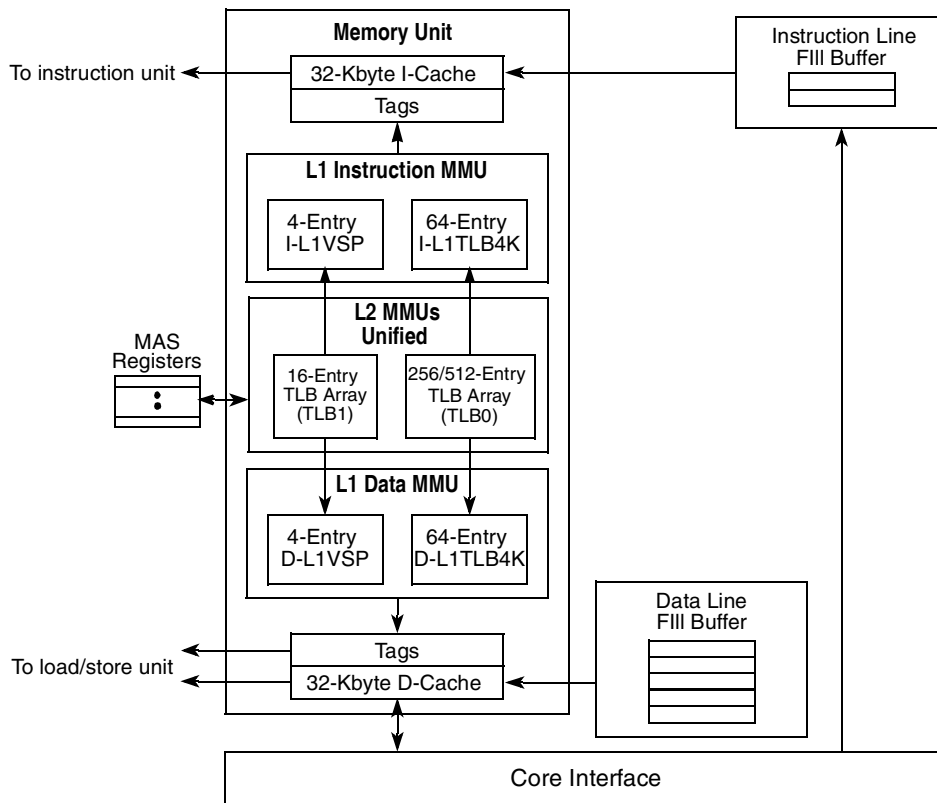 Memory Unit
Instruction Line
FIll Buffer
To instruction unit
32-Kbyte I-Cache
Tags
L1 Instruction MMU
4-Entry
I-L1VSP
64-Entry
I-L1TLB4K
L2 MMUs
Unified
MAS
Registers
16-Entry
TLB Array
(TLB1)
256/512-Entry
TLB Array
(TLB0)
L1 Data MMU
4-Entry
D-L1VSP
64-Entry
D-L1TLB4K
Data Line
FIll Buffer
To load/store unit
Tags
32-Kbyte D-Cache
Core Interface